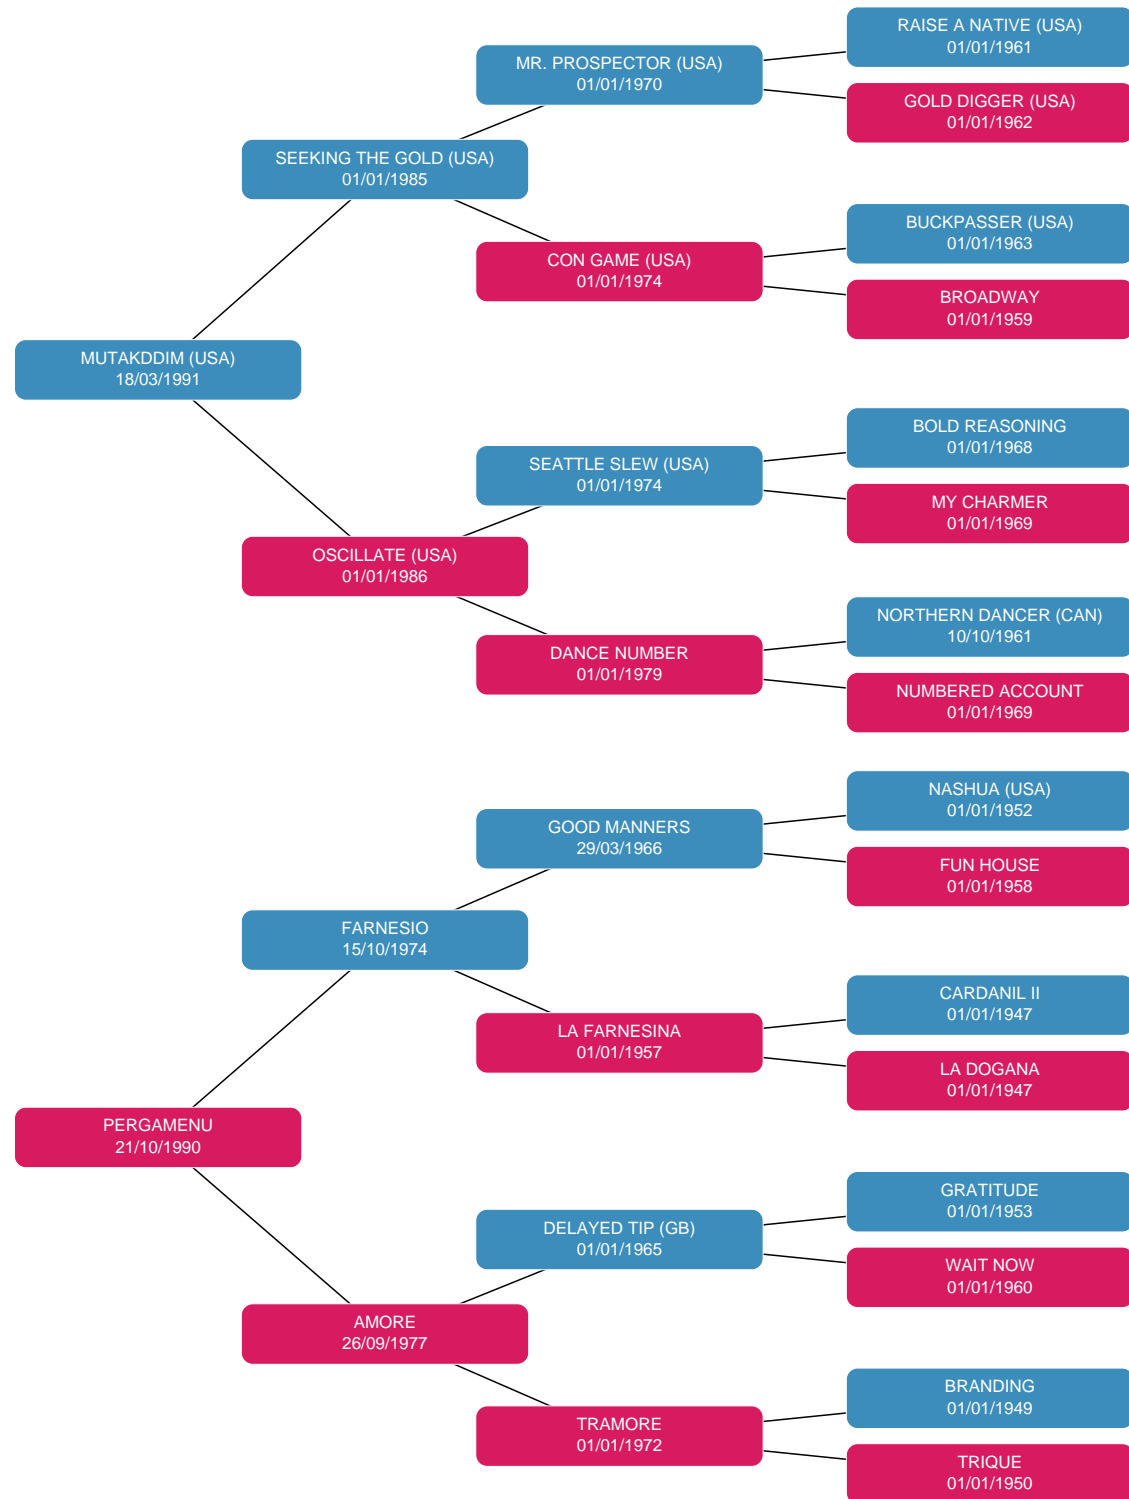 RAISE A NATIVE (USA)
01/01/1961
MR. PROSPECTOR (USA)
01/01/1970
GOLD DIGGER (USA)
01/01/1962
SEEKING THE GOLD (USA)
01/01/1985
BUCKPASSER (USA)
01/01/1963
CON GAME (USA)
01/01/1974
BROADWAY
01/01/1959
MUTAKDDIM (USA)
18/03/1991
BOLD REASONING
01/01/1968
SEATTLE SLEW (USA)
01/01/1974
MY CHARMER
01/01/1969
OSCILLATE (USA)
01/01/1986
NORTHERN DANCER (CAN)
10/10/1961
DANCE NUMBER
01/01/1979
NUMBERED ACCOUNT
01/01/1969
NASHUA (USA)
01/01/1952
GOOD MANNERS
29/03/1966
FUN HOUSE
01/01/1958
FARNESIO
15/10/1974
CARDANIL II
01/01/1947
LA FARNESINA
01/01/1957
LA DOGANA
01/01/1947
PERGAMENU
21/10/1990
GRATITUDE
01/01/1953
DELAYED TIP (GB)
01/01/1965
WAIT NOW
01/01/1960
AMORE
26/09/1977
BRANDING
01/01/1949
TRAMORE
01/01/1972
TRIQUE
01/01/1950